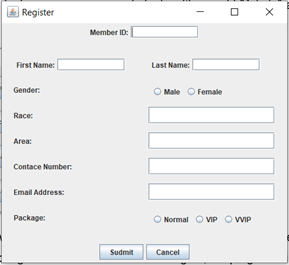 Register
Member ID:
First Name: Last Name:
Gender: Male Female
Race:
Area:
Contace Number:
Email Address:
Package: Normal VIP VVIP
Submit Cancel